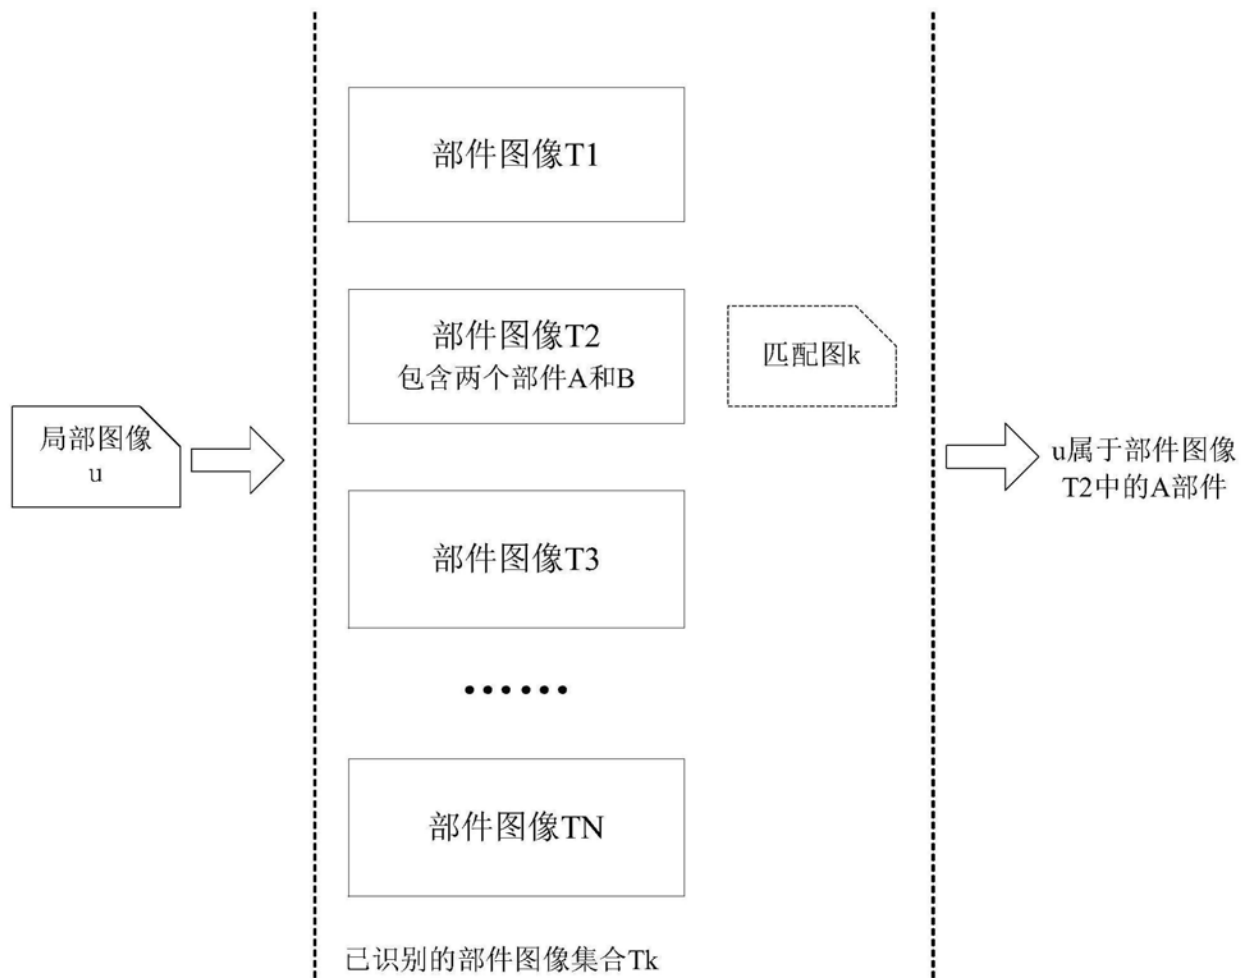 部件图像T1
部件图像T2
包含两个部件A和B
匹配图k
局部图像
u
u属于部件图像
T2中的A部件
部件图像T3
······
部件图像TN
已识别的部件图像集合Tk